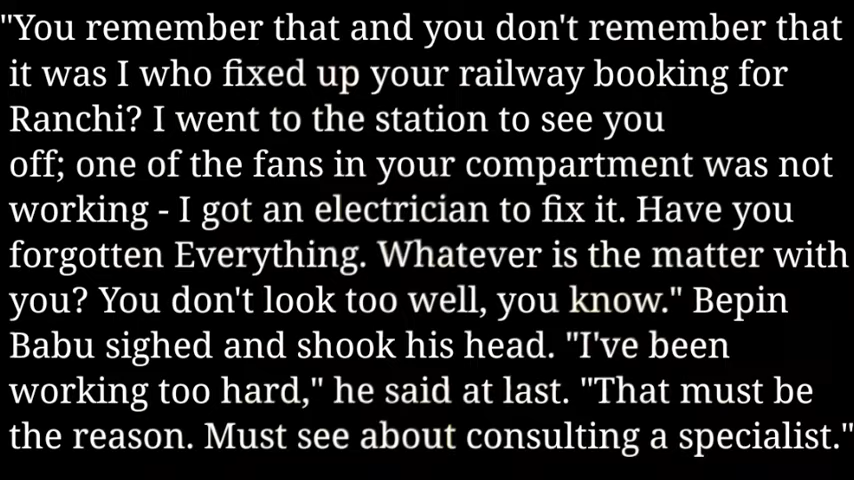 "You remember that and you don't remember that
it was I who fixed up your railway booking for
Ranchi? I went to the station to see you
off; one of the fans in your compartment was not
working - I got an electrician to fix it. Have you
forgotten Everything. Whatever is the matter with
you? You don't look too well, you know." Bepin
Babu sighed and shook his head. "I've been
working too hard," he said at last. "That must be
the reason. Must see about consulting a specialist."